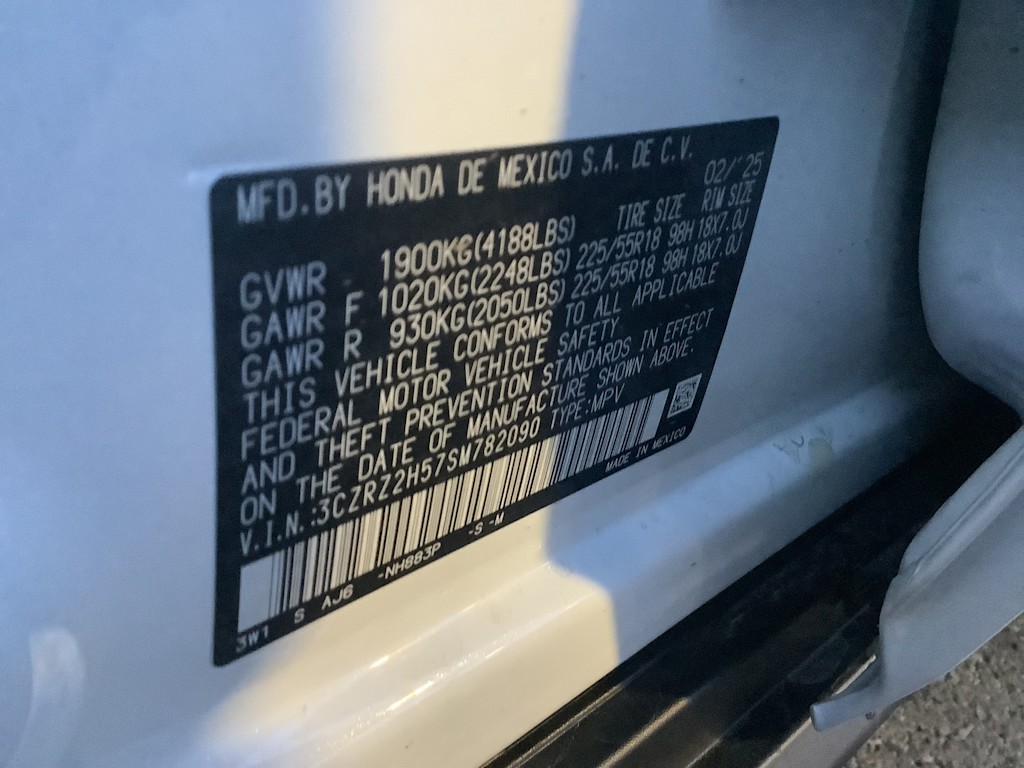 MFD.BY HONDA DE MEXICO S.A. DE C.V.
02/'25
TIRE SIZE RIM SIZE
GVWR 1900KG(4188LBS)
GAWR F 1020KG(2248LBS) 225/55R18 98H 18X7.0J
GAWR R 930KG(2050LBS) 225/55R18 98H 18X7.0J
THIS VEHICLE CONFORMS TO ALL APPLICABLE
FEDERAL MOTOR VEHICLE SAFETY
AND THEFT PREVENTION STANDARDS IN EFFECT
ON THE DATE OF MANUFACTURE SHOWN ABOVE.
V.I.N.:3CZRZ2H57SM782090 TYPE:MPV
MADE IN MEXICO
3W1 S AJ6 -NH883P -S -M